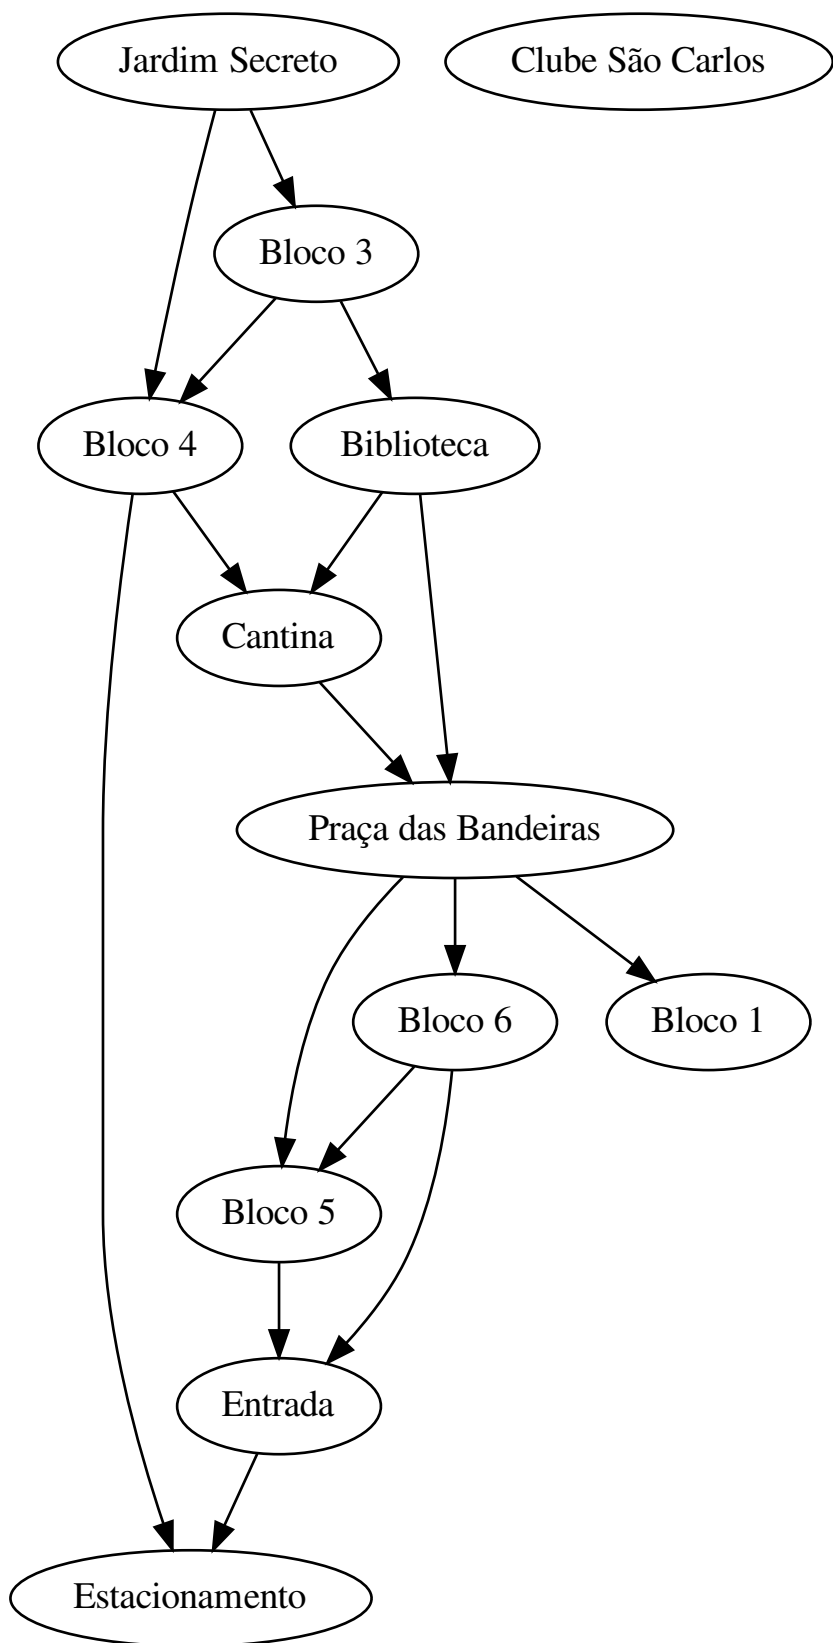 Jardim Secreto
Clube São Carlos
Bloco 3
Bloco 4
Biblioteca
Cantina
Praça das Bandeiras
Bloco 6
Bloco 1
Bloco 5
Entrada
Estacionamento